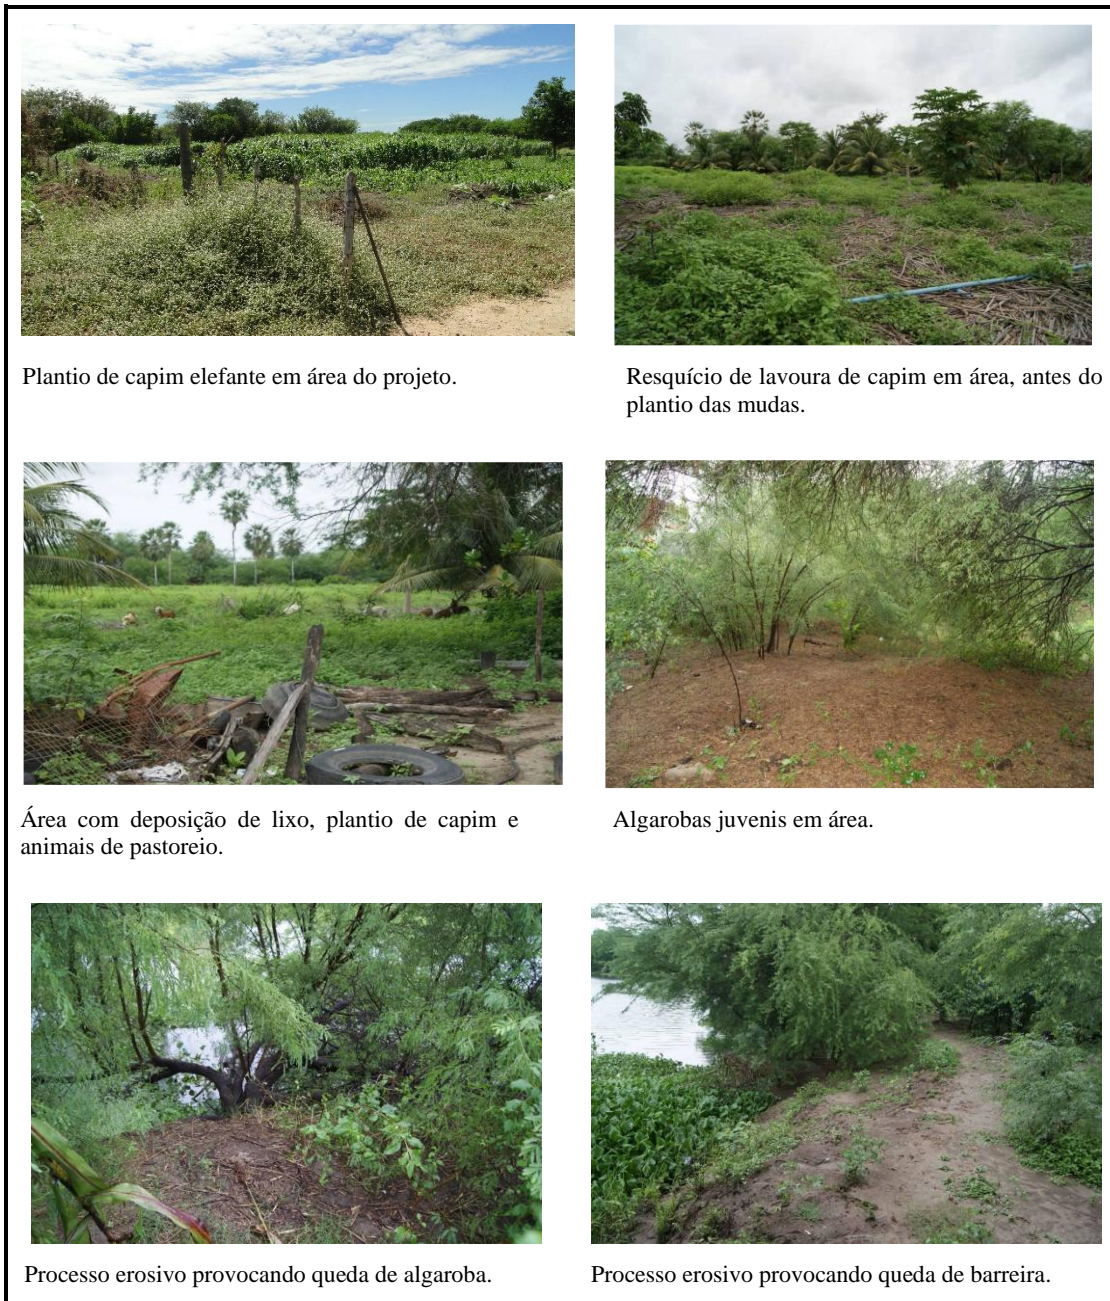 Plantio de capim elefante em área do projeto.
Resquício de lavoura de capim em área, antes do
plantio das mudas.
Área com deposição de lixo, plantio de capim e
animais de pastoreio.
Algarobas juvenis em área.
Processo erosivo provocando queda de algaroba.
Processo erosivo provocando queda de barreira.